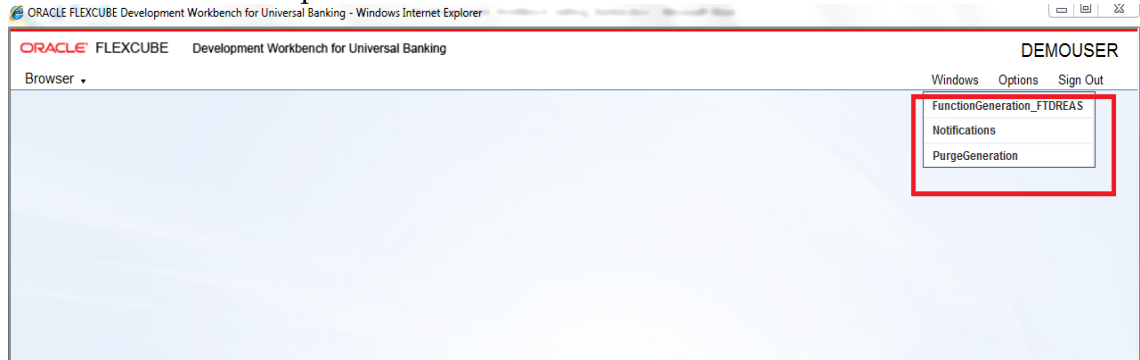 ORACLE FLEXCUBE Development Workbench for Universal Banking - Windows Internet Explorer
ORACLE FLEXCUBE Development Workbench for Universal Banking DEMOUSER
Browser Windows Options Sign Out
FunctionGeneration_FTDREAS
Notifications
PurgeGeneration